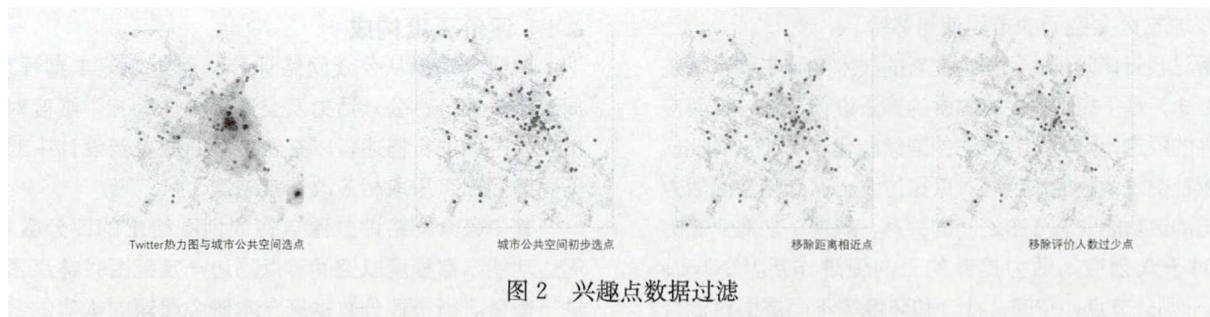 Twitter热力图与城市公共空间选点
城市公共空间初步选点
移除距离相近点
移除评价人数过少点
图 2 兴趣点数据过滤